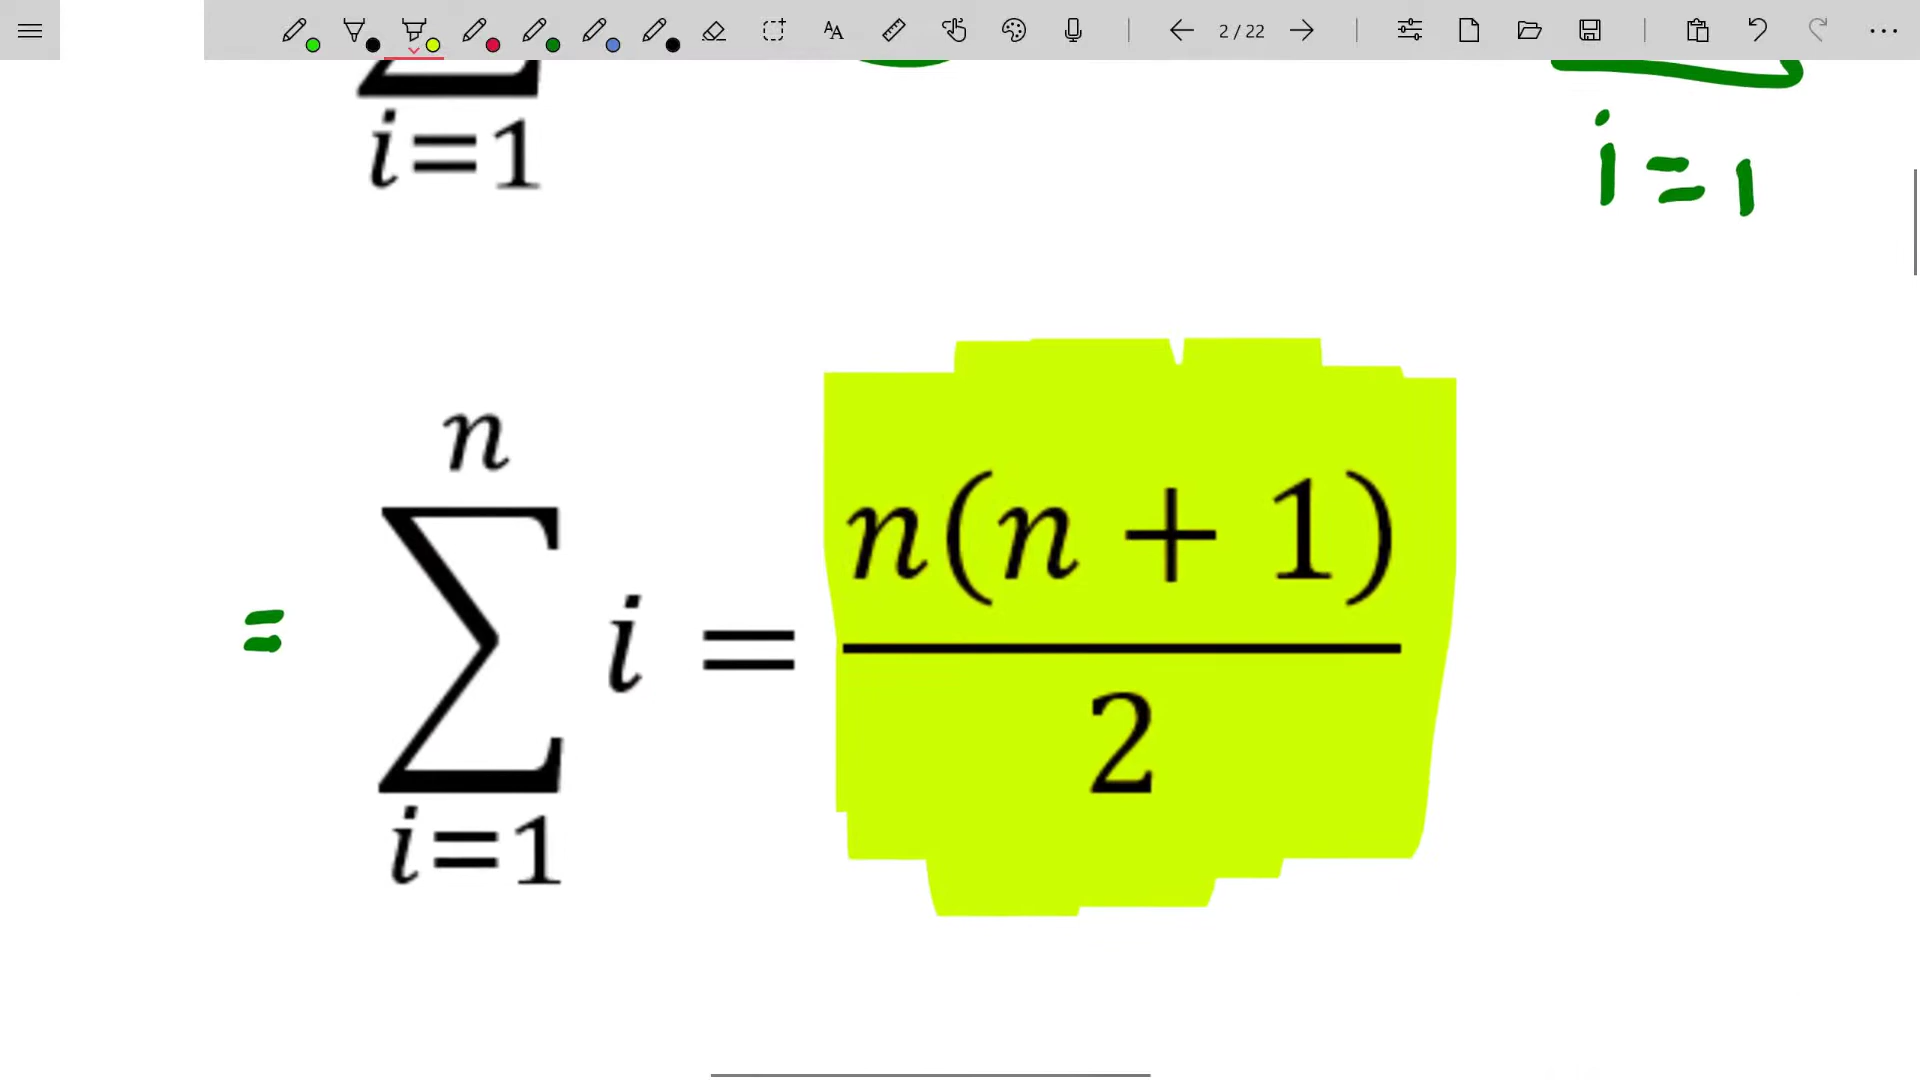 2 / 22
i=1
i = 1
n
= ∑ i = n(n + 1)
2
i=1